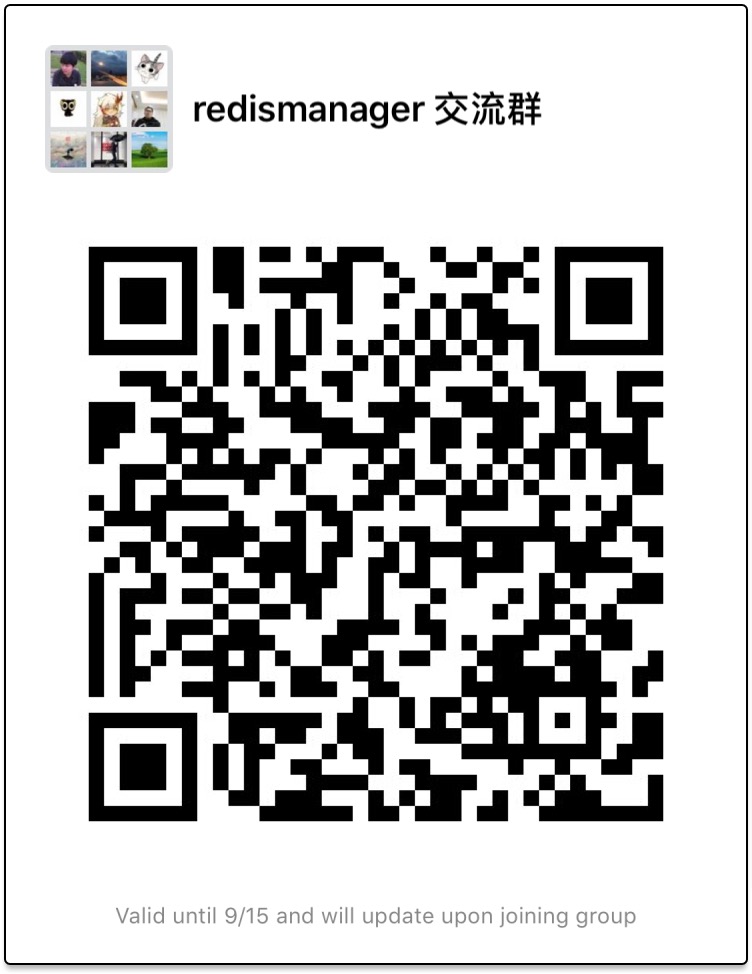 redismanager 交流群
Valid until 9/15 and will update upon joining group